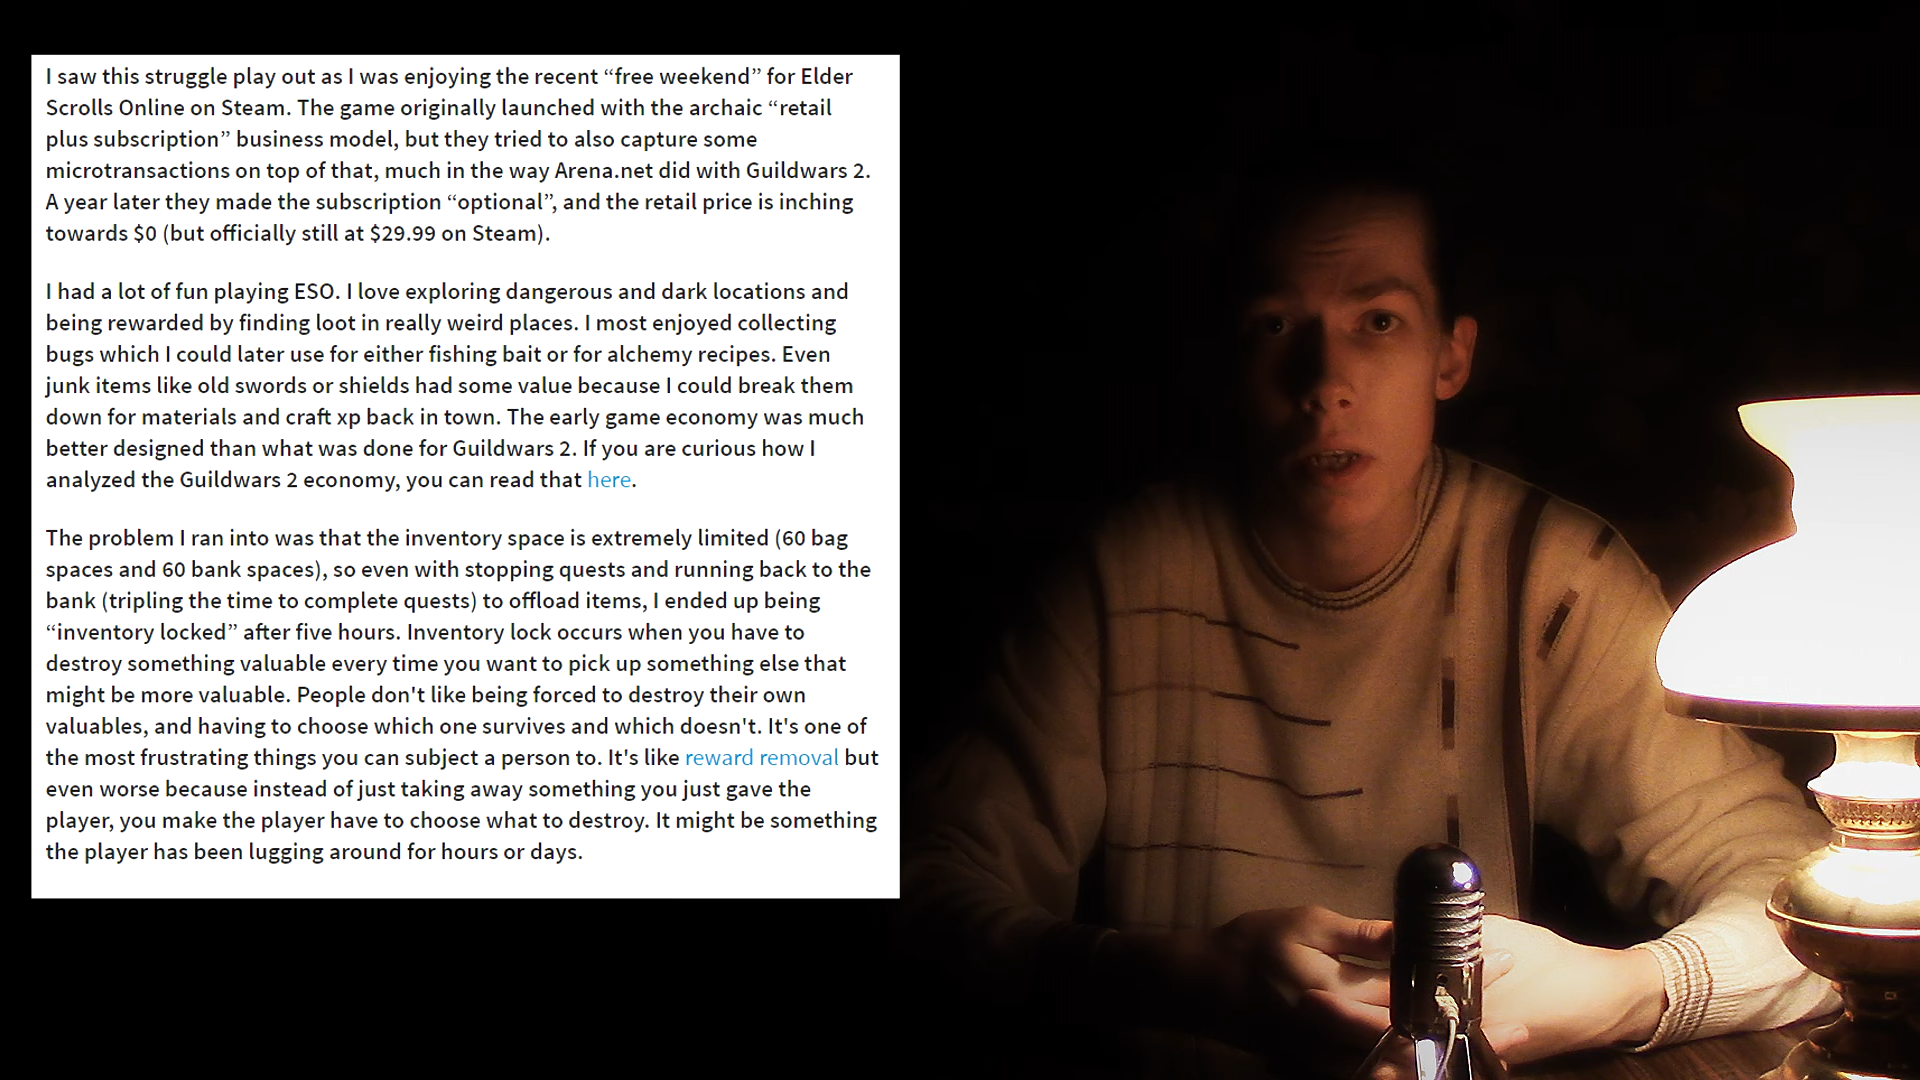 I saw this struggle play out as I was enjoying the recent “free weekend” for Elder
Scrolls Online on Steam. The game originally launched with the archaic “retail
plus subscription” business model, but they tried to also capture some
microtransactions on top of that, much in the way Arena.net did with Guildwars 2.
A year later they made the subscription “optional”, and the retail price is inching
towards $0 (but officially still at $29.99 on Steam).
I had a lot of fun playing ESO. I love exploring dangerous and dark locations and
being rewarded by finding loot in really weird places. I most enjoyed collecting
bugs which I could later use for either fishing bait or for alchemy recipes. Even
junk items like old swords or shields had some value because I could break them
down for materials and craft xp back in town. The early game economy was much
better designed than what was done for Guildwars 2. If you are curious how I
analyzed the Guildwars 2 economy, you can read that here.
The problem I ran into was that the inventory space is extremely limited (60 bag
spaces and 60 bank spaces), so even with stopping quests and running back to the
bank (tripling the time to complete quests) to offload items, I ended up being
“inventory locked” after five hours. Inventory lock occurs when you have to
destroy something valuable every time you want to pick up something else that
might be more valuable. People don't like being forced to destroy their own
valuables, and having to choose which one survives and which doesn't. It's one of
the most frustrating things you can subject a person to. It's like reward removal but
even worse because instead of just taking away something you just gave the
player, you make the player have to choose what to destroy. It might be something
the player has been lugging around for hours or days.